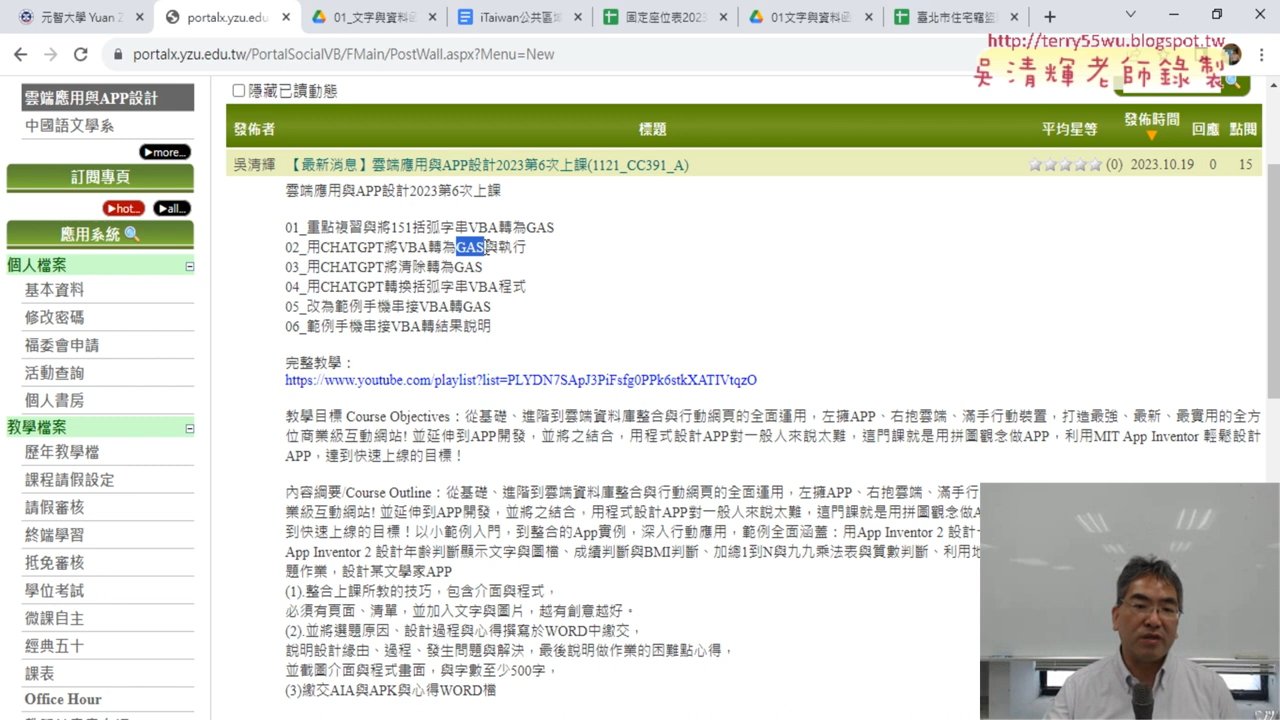 元智大學 Yuan Z
portalx.yzu.edu.tw
01_文字與資料函
iTaiwan公共區域
固定座位表2023
01文字與資料函
臺北市住宅竊盜
portalx.yzu.edu.tw/PortalSocialVB/FMain/PostWall.aspx?Menu=New
http://terry55wu.blogspot.tw
吳清輝老師錄製
雲端應用與APP設計
中國語文學系
▶more...
訂閱專頁
▶hot...
▶all...
應用系統
個人檔案
基本資料
修改密碼
福委會申請
活動查詢
個人書房
教學檔案
歷年教學檔
課程請假設定
請假審核
終端學習
抵免審核
學位考試
微課自主
經典五十
課表
Office Hour
隱藏已讀動態
發佈者 標題 平均星等 發佈時間 回應 點閱
吳清輝 【最新消息】雲端應用與APP設計2023第6次上課(1121_CC391_A) (0) 2023.10.19 0 15
雲端應用與APP設計2023第6次上課
01_重點複習與將151括弧字串VBA轉為GAS
02_用CHATGPT將VBA轉為GAS與執行
03_用CHATGPT將清除轉為GAS
04_用CHATGPT轉換括弧字串VBA程式
05_改為範例手機串接VBA轉GAS
06_範例手機串接VBA轉結果說明
完整教學：
https://www.youtube.com/playlist?list=PLYDN7SApJ3PiFsfg0PPk6stkXATIVtqzO
教學目標 Course Objectives：從基礎、進階到雲端資料庫整合與行動網頁的全面運用，左擁APP、右抱雲端、滿手行動裝置，打造最強、最新、最實用的全方
位商業級互動網站! 並延伸到APP開發，並將之結合，用程式設計APP對一般人來說太難，這門課就是用拼圖觀念做APP，利用MIT App Inventor 輕鬆設計
APP，達到快速上線的目標！
內容綱要/Course Outline：從基礎、進階到雲端資料庫整合與行動網頁的全面運用，左擁APP、右抱雲端、滿手行
業級互動網站! 並延伸到APP開發，並將之結合，用程式設計APP對一般人來說太難，這門課就是用拼圖觀念做A
到快速上線的目標！以小範例入門，到整合的App實例，深入行動應用，範例全面涵蓋：用App Inventor 2 設計
App Inventor 2 設計年齡判斷顯示文字與圖檔、成績判斷與BMI判斷、加總1到N與九九乘法表與質數判斷、利用地
題作業，設計某文學家APP
(1).整合上課所教的技巧，包含介面與程式，
必須有頁面、清單，並加入文字與圖片，越有創意越好。
(2).並將選題原因、設計過程與心得撰寫於WORD中繳交，
說明設計緣由、過程、發生問題與解決，最後說明做作業的困難點心得，
並截圖介面與程式畫面，與字數至少500字，
(3)繳交AIA與APK與心得WORD檔